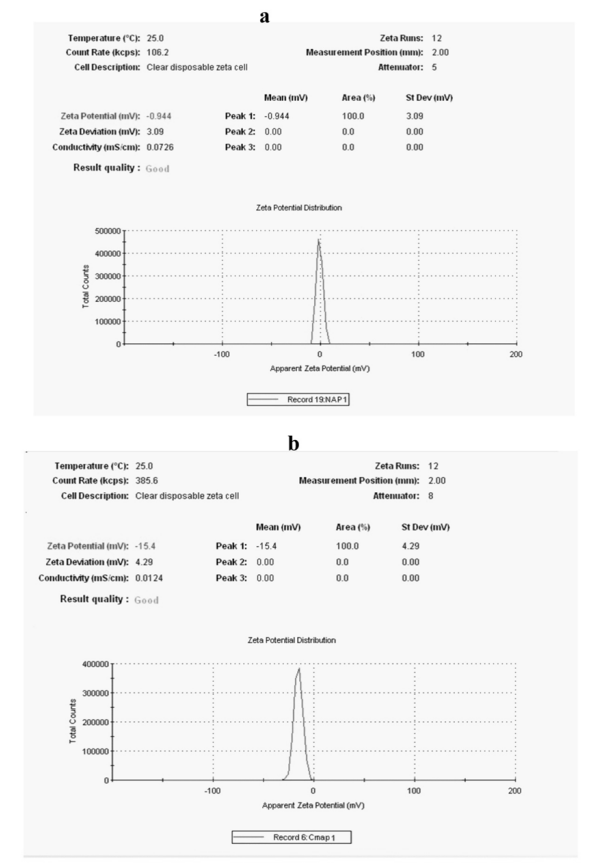 a
Temperature (°C): 25.0 Zeta Runs: 12
Count Rate (kcps): 106.2 Measurement Position (mm): 2.00
Cell Description: Clear disposable zeta cell Attenuator: 5
Mean (mV) Area (%) St Dev (mV)
Zeta Potential (mV): -0.944 Peak 1: -0.944 100.0 3.09
Zeta Deviation (mV): 3.09 Peak 2: 0.00 0.0 0.00
Conductivity (mS/cm): 0.0726 Peak 3: 0.00 0.0 0.00
Result quality : Good
Zeta Potential Distribution
500000
400000
300000
200000
100000
0
Total Counts
-100 0 100 200
Apparent Zeta Potential (mV)
Record 19:NAP1
b
Temperature (°C): 25.0 Zeta Runs: 12
Count Rate (kcps): 385.6 Measurement Position (mm): 2.00
Cell Description: Clear disposable zeta cell Attenuator: 8
Mean (mV) Area (%) St Dev (mV)
Zeta Potential (mV): -15.4 Peak 1: -15.4 100.0 4.29
Zeta Deviation (mV): 4.29 Peak 2: 0.00 0.0 0.00
Conductivity (mS/cm): 0.0124 Peak 3: 0.00 0.0 0.00
Result quality : Good
Zeta Potential Distribution
400000
300000
200000
100000
0
Total Counts
-100 0 100 200
Apparent Zeta Potential (mV)
Record 6:Cmap 1